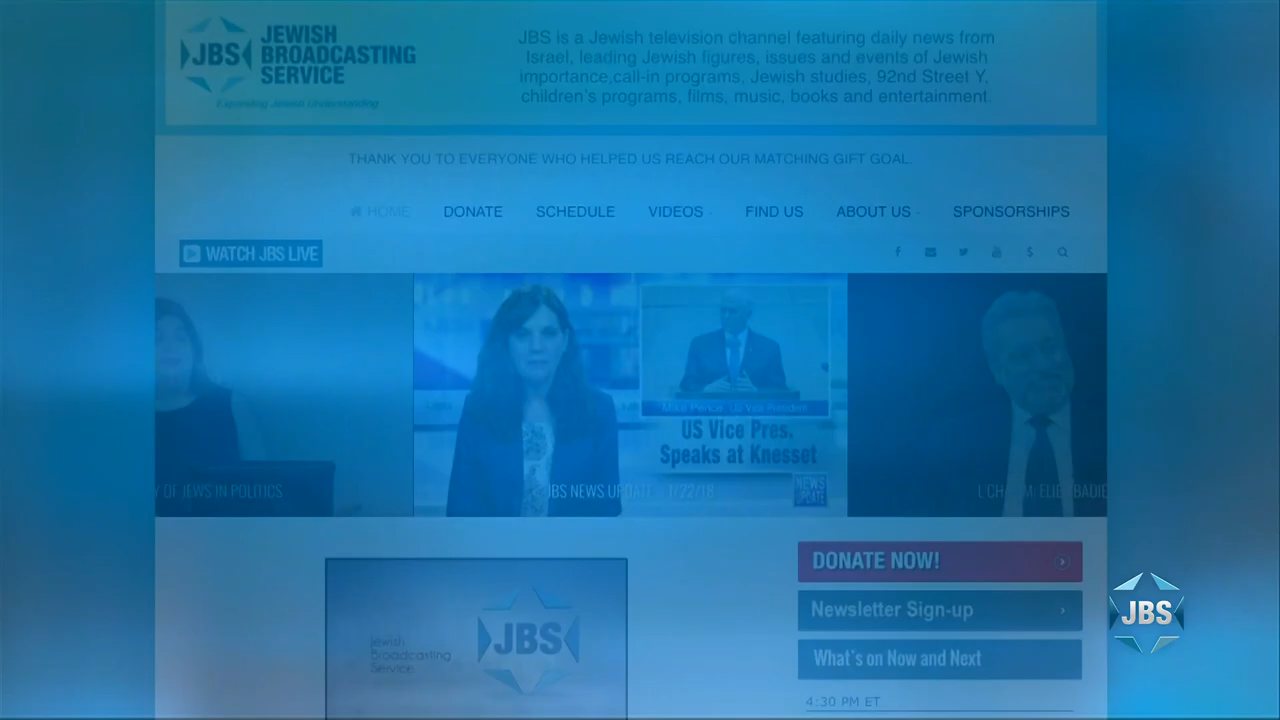 JBS
JEWISH
BROADCASTING
SERVICE
Expanding Jewish Understanding
JBS is a Jewish television channel featuring daily news from
Israel, leading Jewish figures, issues and events of Jewish
importance,call-in programs, Jewish studies, 92nd Street Y,
children's programs, films, music, books and entertainment.
THANK YOU TO EVERYONE WHO HELPED US REACH OUR MATCHING GIFT GOAL.
HOME DONATE SCHEDULE VIDEOS FIND US ABOUT US SPONSORSHIPS
WATCH JBS LIVE
Mike Pence, US Vice President
US Vice Pres.
Speaks at Knesset
Y OF JEWS IN POLITICS
JBS NEWS UPDATE 1/22/18
NEWS
UPDATE
L'CHAIM: ELIE ABADIE
DONATE NOW!
Newsletter Sign-up
What's on Now and Next
4:30 PM ET
Jewish
Broadcasting
Service
JBS
JBS